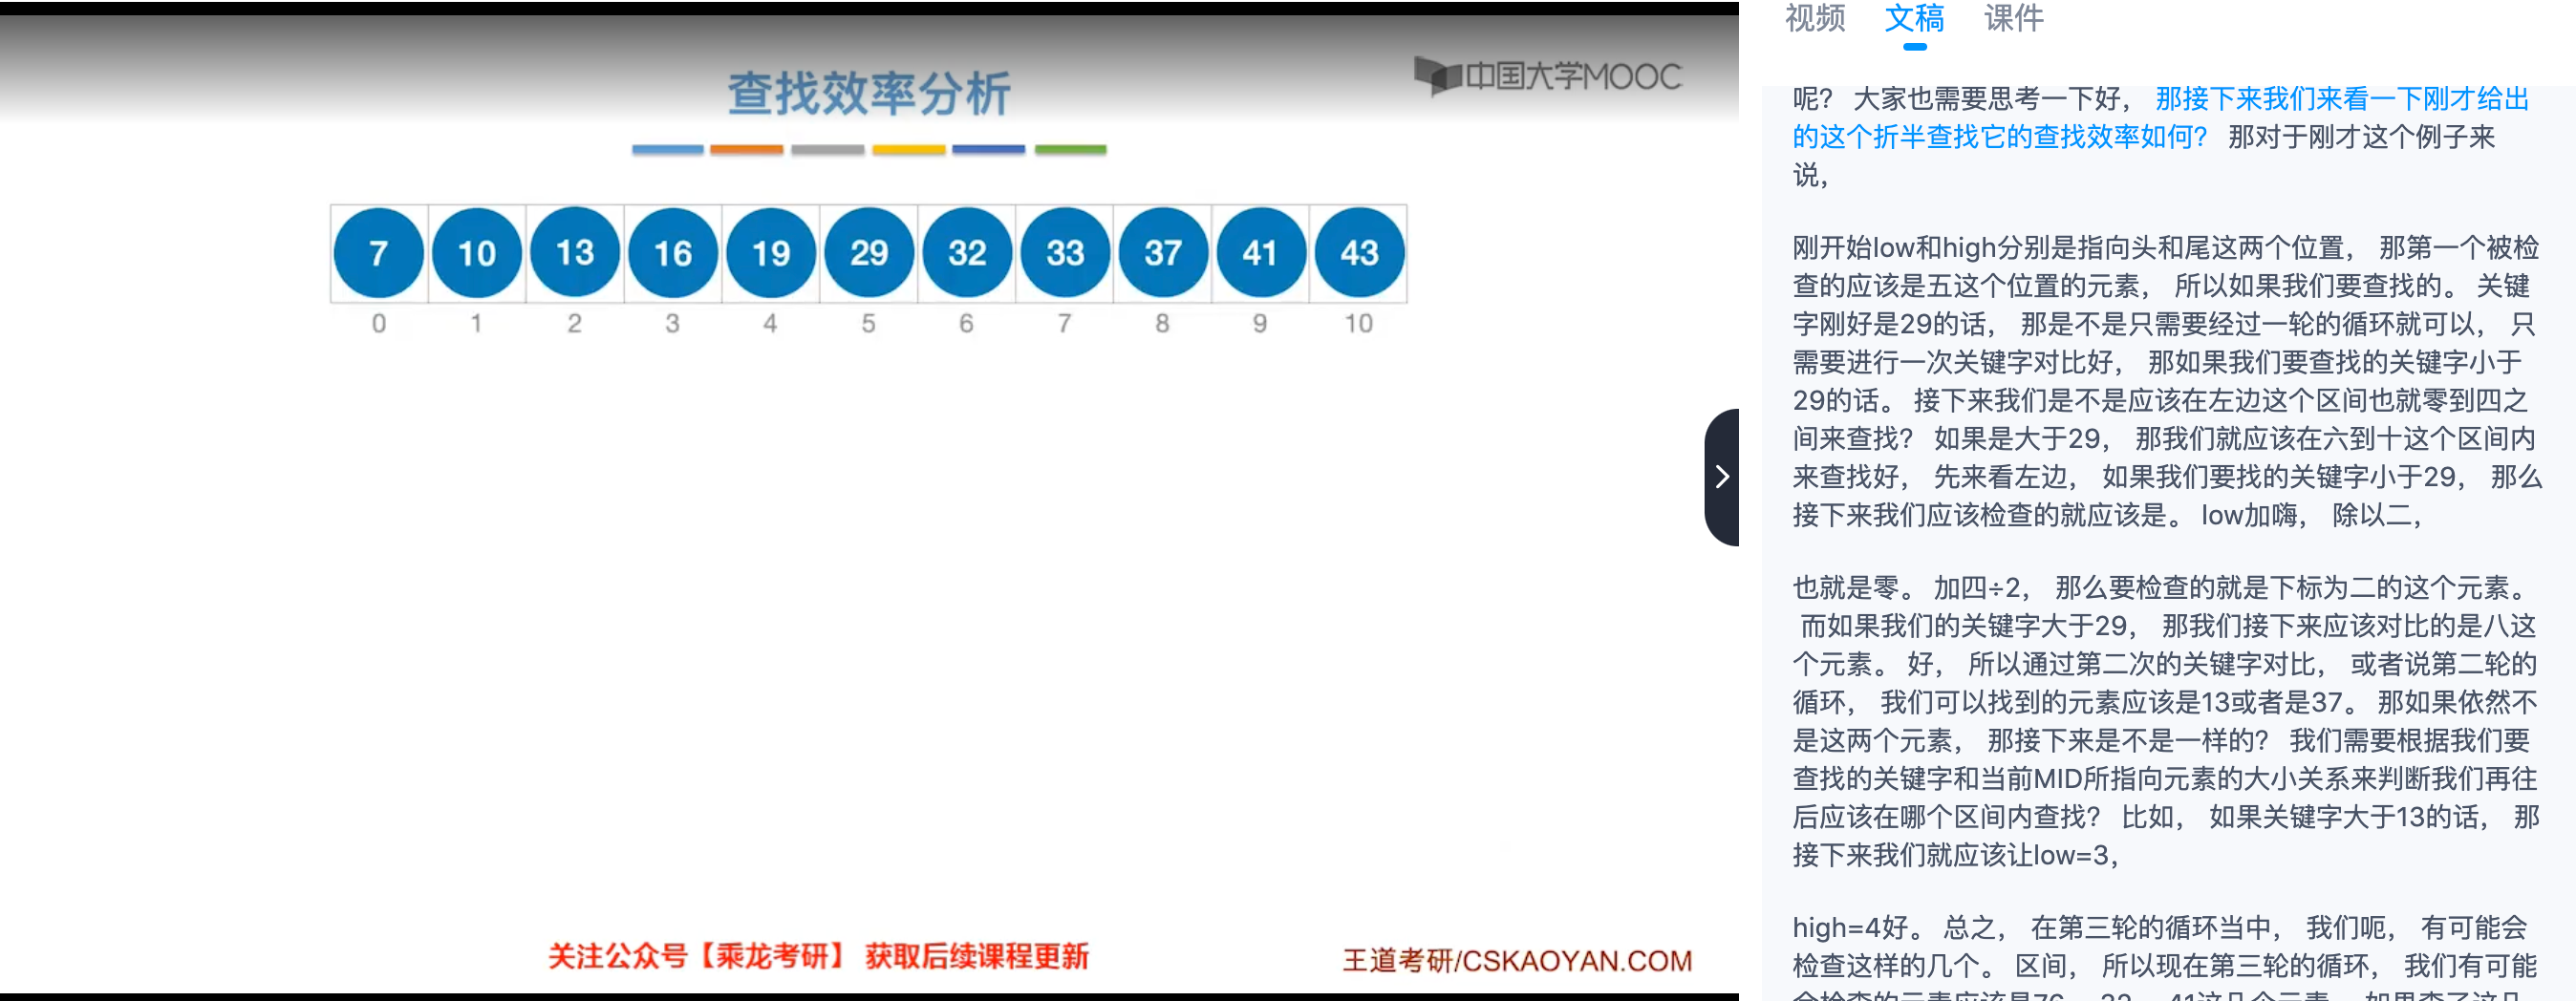 查找效率分析
中国大学MOOC
7 10 13 16 19 29 32 33 37 41 43
0 1 2 3 4 5 6 7 8 9 10
关注公众号【乘龙考研】 获取后续课程更新
王道考研/CSKAOYAN.COM
视频 文稿 课件
呢? 大家也需要思考一下好, 那接下来我们来看一下刚才给出
的这个折半查找它的查找效率如何? 那对于刚才这个例子来
说,
刚开始low和high分别是指向头和尾这两个位置, 那第一个被检
查的应该是五这个位置的元素, 所以如果我们要查找的。 关键
字刚好是29的话, 那是不是只需要经过一轮的循环就可以, 只
需要进行一次关键字对比好, 那如果我们要查找的关键字小于
29的话。 接下来我们是不是应该在左边这个区间也就零到四之
间来查找? 如果是大于29, 那我们就应该在六到十这个区间内
来查找好, 先来看左边, 如果我们要找的关键字小于29, 那么
接下来我们应该检查的就应该是。 low加嗨, 除以二,
也就是零。 加四÷2, 那么要检查的就是下标为二的这个元素。
而如果我们的关键字大于29, 那我们接下来应该对比的是八这
个元素。 好, 所以通过第二次的关键字对比, 或者说第二轮的
循环, 我们可以找到的元素应该是13或者是37。 那如果依然不
是这两个元素, 那接下来是不是一样的? 我们需要根据我们要
查找的关键字和当前MID所指向元素的大小关系来判断我们再往
后应该在哪个区间内查找? 比如, 如果关键字大于13的话, 那
接下来我们就应该让low=3,
high=4好。 总之, 在第三轮的循环当中, 我们呃, 有可能会
检查这样的几个。 区间, 所以现在第三轮的循环, 我们有可能